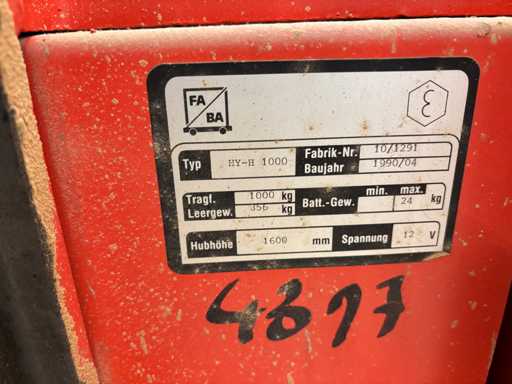 FA
BA
Ɛ
Typ HY-H 1000 Fabrik-Nr. 10/1291
Baujahr 1990/04
Tragf. 1000 kg Batt.-Gew. min. max.
Leergew. 356 kg 24 kg
Hubhöhe 1600 mm Spannung 12 V
4397